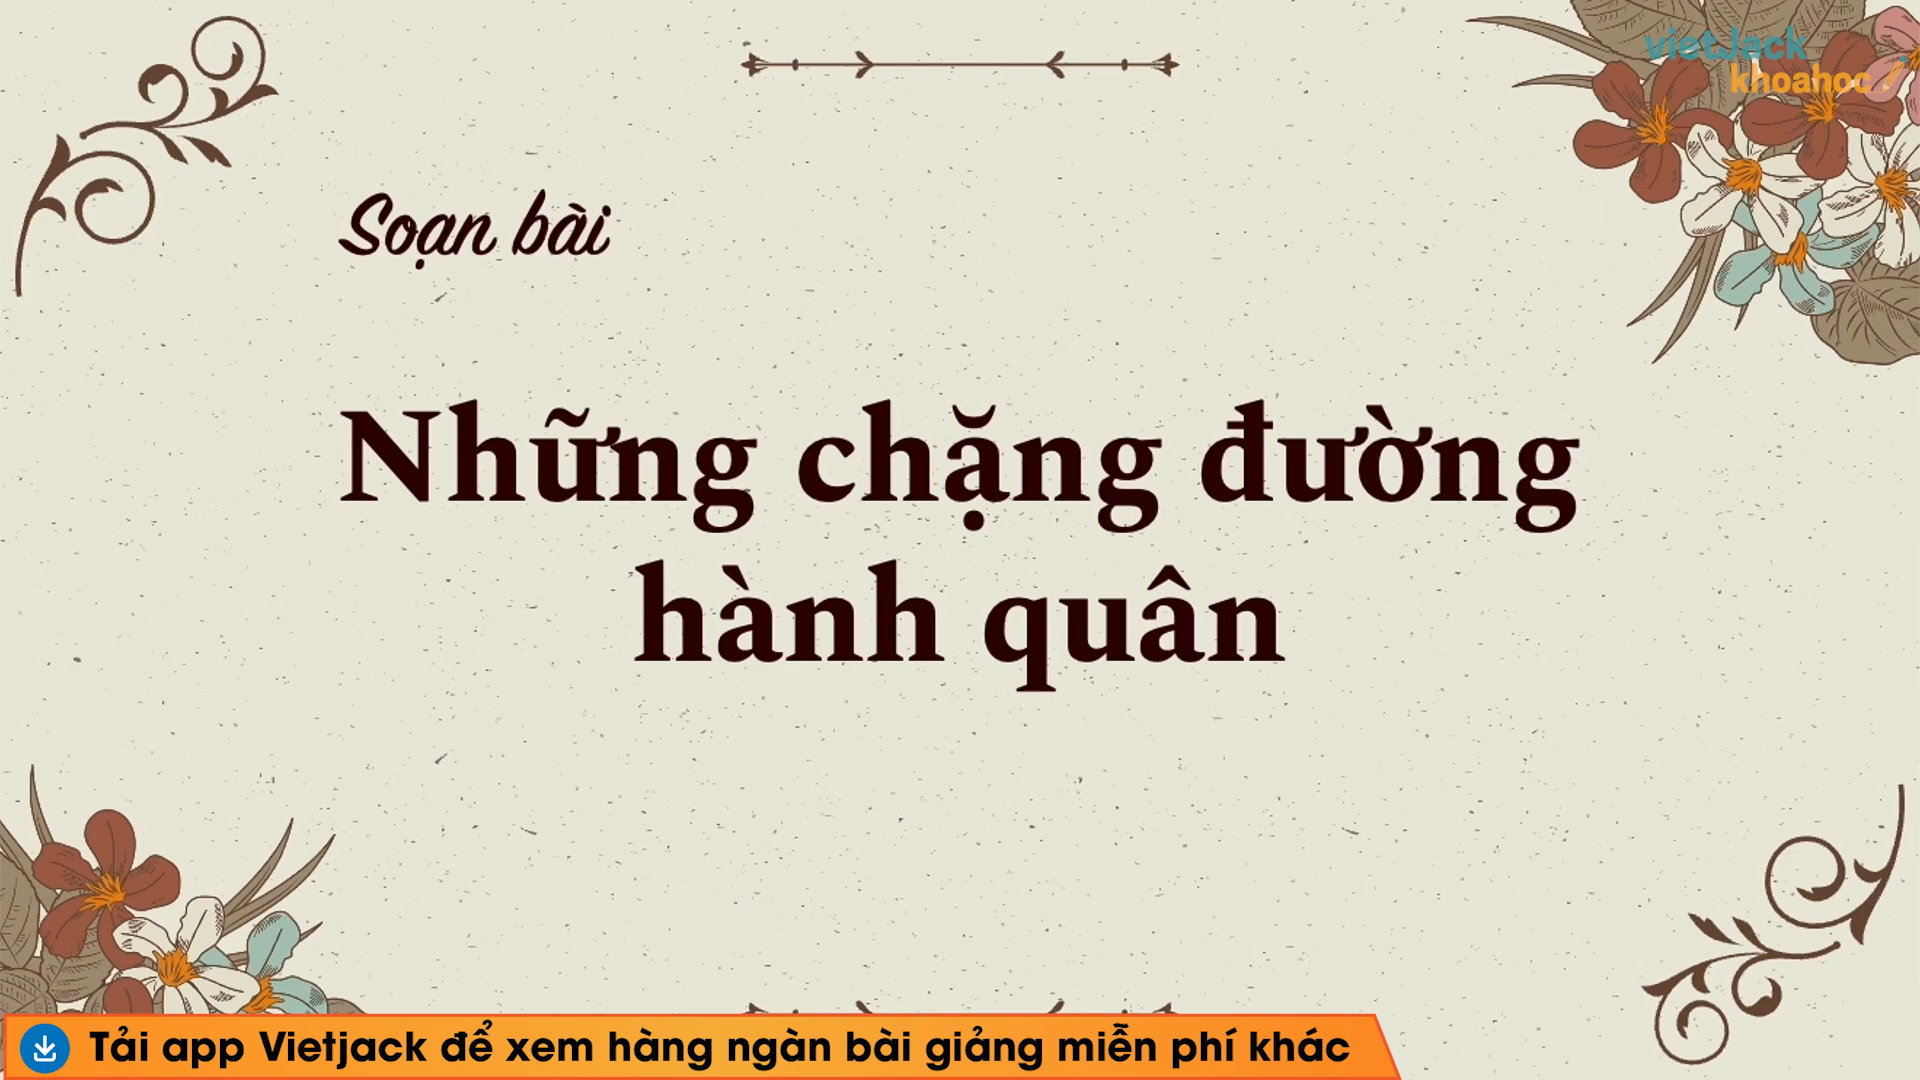 vietJack
khoahoc
Soạn bài
Những chặng đường
hành quân
Tải app Vietjack để xem hàng ngàn bài giảng miễn phí khác